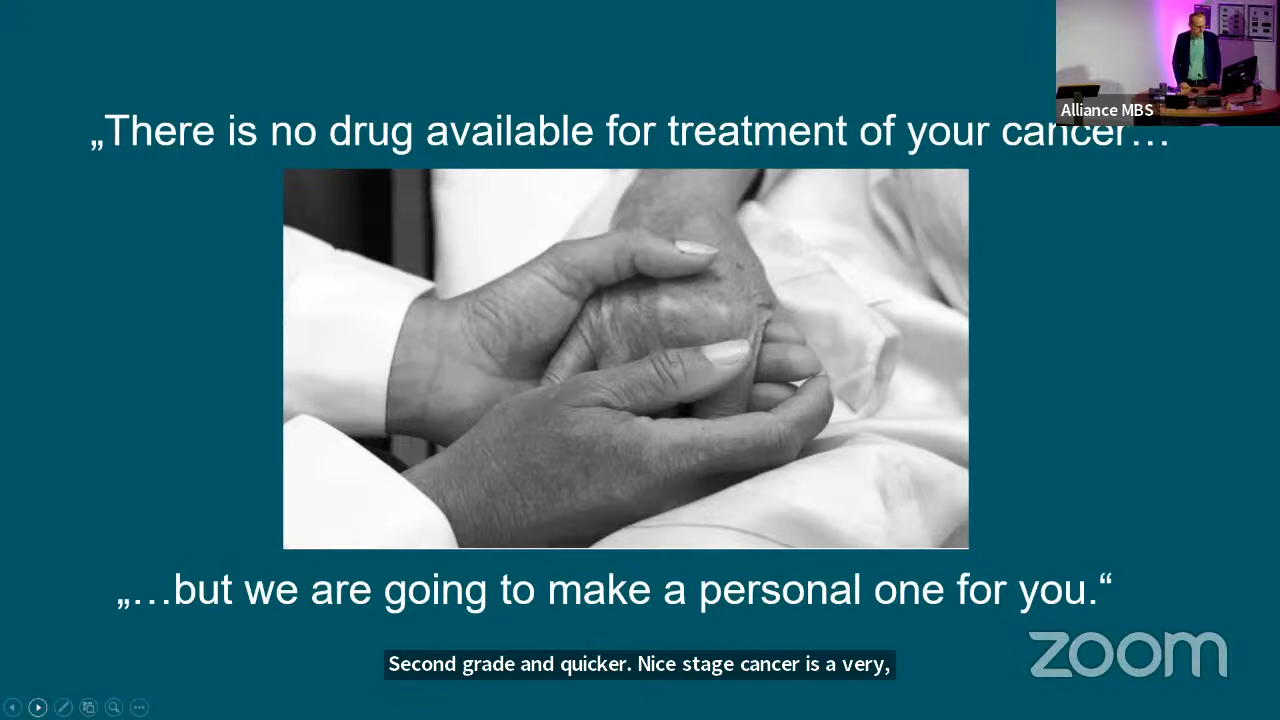 Alliance MBS
„There is no drug available for treatment of your cancer…
„…but we are going to make a personal one for you.“
zoom
Second grade and quicker. Nice stage cancer is a very,